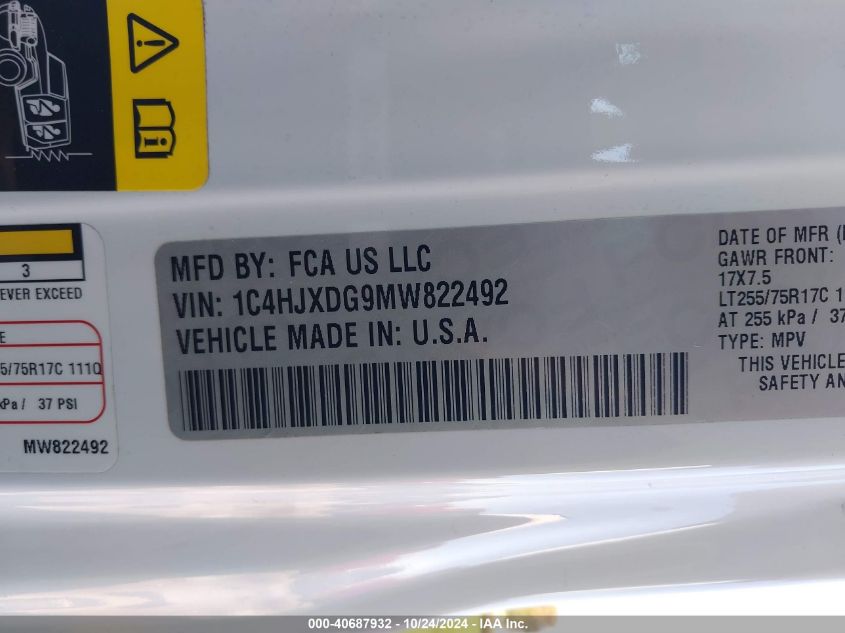 3
EVER EXCEED
5/75R17C 111Q
kPa / 37 PSI
MW822492
MFD BY: FCA US LLC
VIN: 1C4HJXDG9MW822492
VEHICLE MADE IN: U.S.A.
DATE OF MFR
GAWR FRONT:
17X7.5
LT255/75R17C 11
AT 255 kPa / 37
TYPE: MPV
THIS VEHICLE
SAFETY AN
000-40687932 - 10/24/2024 - IAA Inc.